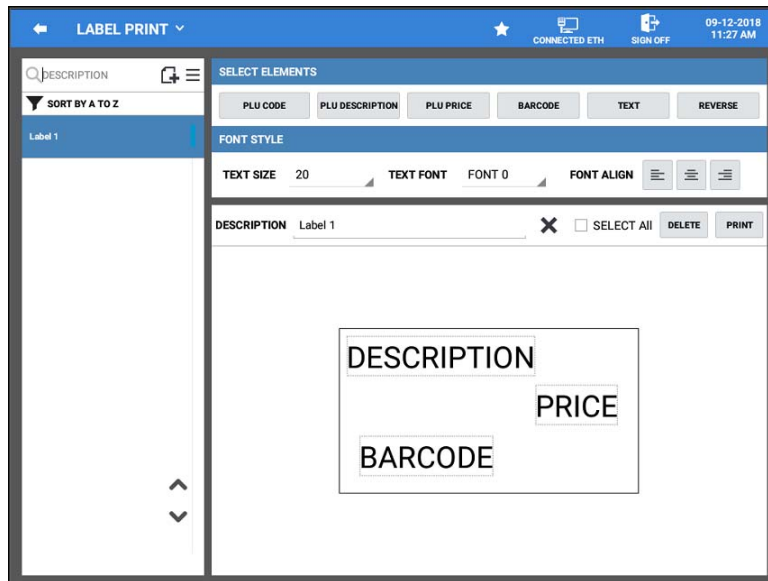 LABEL PRINT
CONNECTED ETH
SIGN OFF
09-12-2018
11:27 AM
DESCRIPTION
SORT BY A TO Z
Label 1
SELECT ELEMENTS
PLU CODE
PLU DESCRIPTION
PLU PRICE
BARCODE
TEXT
REVERSE
FONT STYLE
TEXT SIZE 20
TEXT FONT FONT 0
FONT ALIGN
DESCRIPTION Label 1
SELECT All
DELETE
PRINT
DESCRIPTION
PRICE
BARCODE